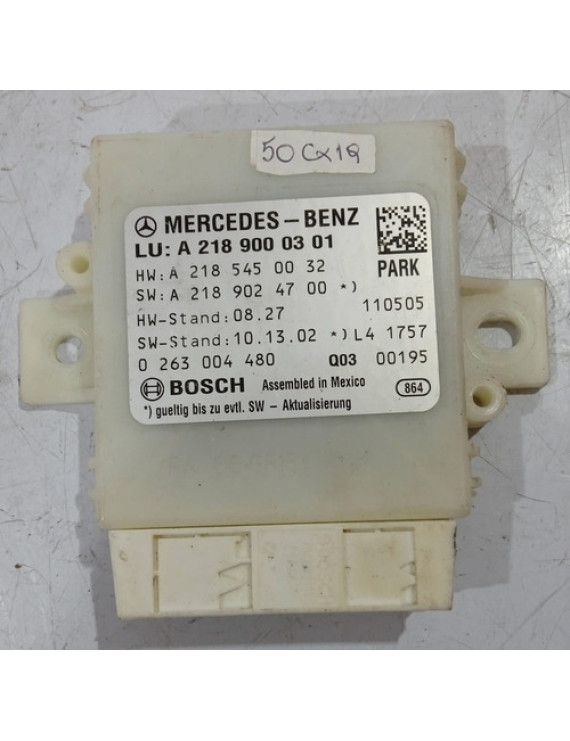 50CX1Q
MERCEDES-BENZ
LU: A 218 900 03 01
HW: A 218 545 00 32 PARK
SW: A 218 902 47 00 *)
HW-Stand: 08.27 110505
SW-Stand: 10.13.02 *) L4 1757
0 263 004 480 Q03 00195
BOSCH Assembled in Mexico 864
*) gueltig bis zu evtl. SW - Aktualisierung